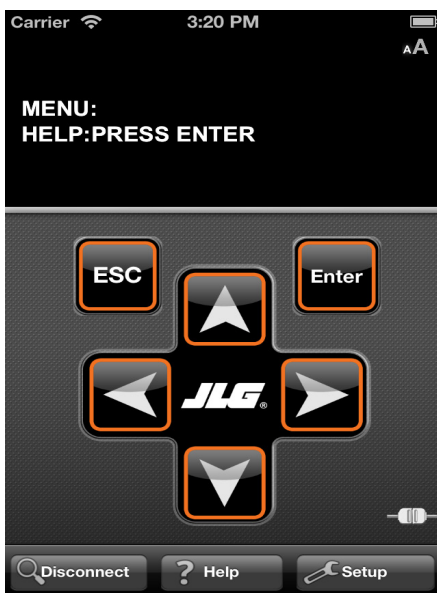 Carrier 3:20 PM
AA
MENU:
HELP:PRESS ENTER
ESC
Enter
JLG®
Disconnect ? Help Setup